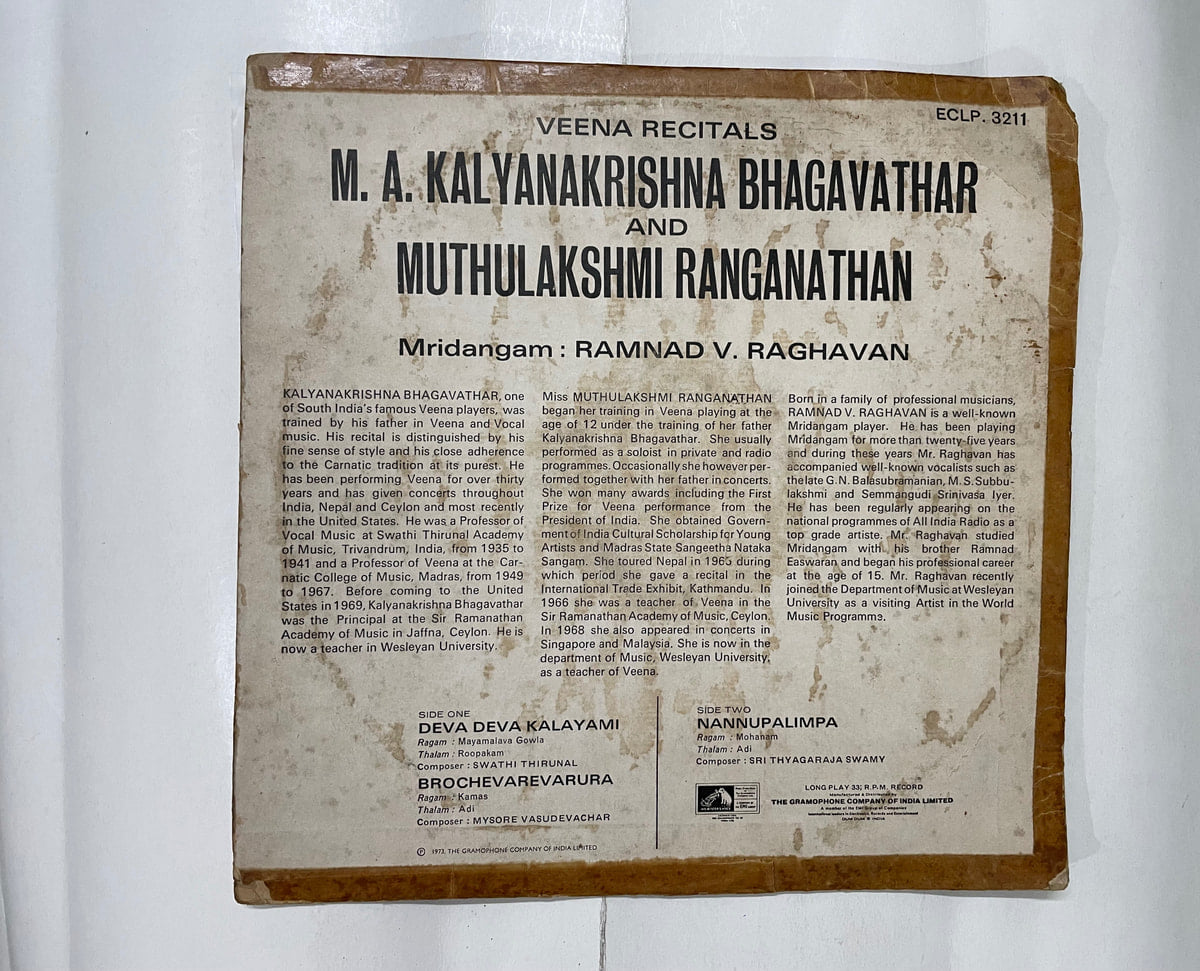 ECLP. 3211
VEENA RECITALS
M. A. KALYANAKRISHNA BHAGAVATHAR
AND
MUTHULAKSHMI RANGANATHAN
Mridangam : RAMNAD V. RAGHAVAN
KALYANAKRISHNA BHAGAVATHAR, one
of South India's famous Veena players, was
trained by his father in Veena and Vocal
music. His recital is distinguished by his
fine sense of style and his close adherence
to the Carnatic tradition at its purest. He
has been performing Veena for over thirty
years and has given concerts throughout
India, Nepal and Ceylon and most recently
in the United States. He was a Professor of
Vocal Music at Swathi Thirunal Academy
of Music, Trivandrum, India, from 1935 to
1941 and a Professor of Veena at the Car-
natic College of Music, Madras, from 1949
to 1967. Before coming to the United
States in 1969, Kalyanakrishna Bhagavathar
was the Principal at the Sir Ramanathan
Academy of Music in Jaffna, Ceylon. He is
now a teacher in Wesleyan University.
Miss MUTHULAKSHMI RANGANATHAN
began her training in Veena playing at the
age of 12 under the training of her father
Kalyanakrishna Bhagavathar. She usually
performed as a soloist in private and radio
programmes. Occasionally she however per-
formed together with her father in concerts.
She won many awards including the First
Prize for Veena performance from the
President of India. She obtained Govern-
ment of India Cultural Scholarship for Young
Artists and Madras State Sangeetha Nataka
Sangam. She toured Nepal in 1965 during
which period she gave a recital in the
International Trade Exhibit, Kathmandu. In
1966 she was a teacher of Veena in the
Sir Ramanathan Academy of Music, Ceylon.
In 1968 she also appeared in concerts in
Singapore and Malaysia. She is now in the
department of Music, Wesleyan University,
as a teacher of Veena.
Born in a family of professional musicians,
RAMNAD V. RAGHAVAN is a well-known
Mridangam player. He has been playing
Mridangam for more than twenty-five years
and during these years Mr. Raghavan has
accompanied well-known vocalists such as
the late G. N. Balasubramanian, M. S. Subbu-
lakshmi and Semmangudi Srinivasa Iyer.
He has been regularly appearing on the
national programmes of All India Radio as a
top grade artiste. Mr. Raghavan studied
Mridangam with his brother Ramnad
Easwaran and began his professional career
at the age of 15. Mr. Raghavan recently
joined the Department of Music at Wesleyan
University as a visiting Artist in the World
Music Programme.
SIDE ONE
DEVA DEVA KALAYAMI
Ragam : Mayamalava Gowla
Thalam : Roopakam
Composer : SWATHI THIRUNAL
BROCHEVAREVARURA
Ragam : Kamas
Thalam : Adi
Composer : MYSORE VASUDEVACHAR
Ⓟ 1973, THE GRAMOPHONE COMPANY OF INDIA LIMITED
SIDE TWO
NANNUPALIMPA
Ragam : Mohanam
Thalam : Adi
Composer : SRI THYAGARAJA SWAMY
LONG PLAY 33⅓ R.P.M. RECORD
Manufactured & Distributed by
THE GRAMOPHONE COMPANY OF INDIA LIMITED
A member of the EMI Group of Companies
International leaders in Electronics, Records and Entertainment